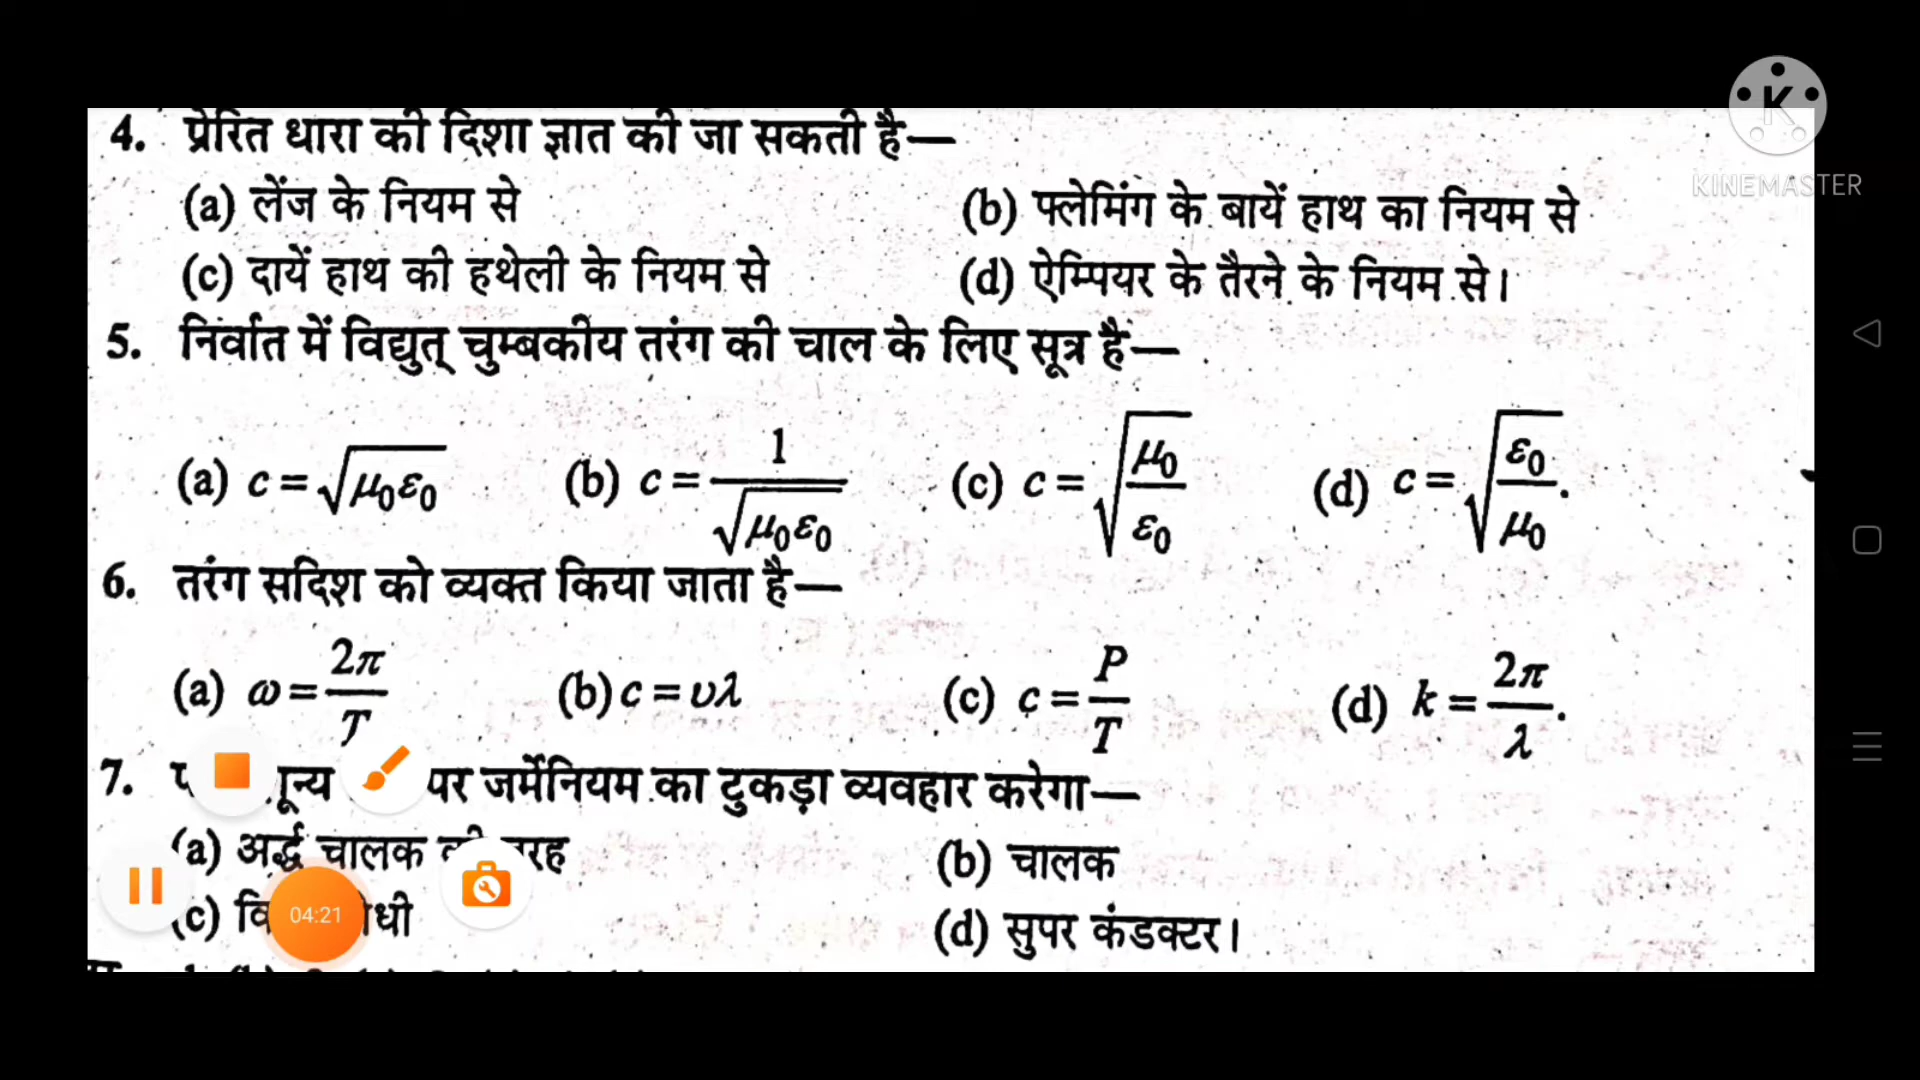 KINEMASTER
4. प्रेरित धारा की दिशा ज्ञात की जा सकती है—
(a) लेंज के नियम से (b) फ्लेमिंग के बायें हाथ का नियम से
(c) दायें हाथ की हथेली के नियम से (d) ऐम्पियर के तैरने के नियम से।
5. निर्वात में विद्युत् चुम्बकीय तरंग की चाल के लिए सूत्र है—
(a) c = √μ₀ε₀ (b) c = 1/√μ₀ε₀ (c) c = √(μ₀/ε₀) (d) c = √(ε₀/μ₀).
6. तरंग सदिश को व्यक्त किया जाता है—
(a) ω = 2π/T (b) c = υλ (c) c = P/T (d) k = 2π/λ.
7. पर जर्मेनियम का टुकड़ा व्यवहार करेगा—
(a) अर्द्ध चालक (b) चालक
(c) (d) सुपर कंडक्टर।
04:21